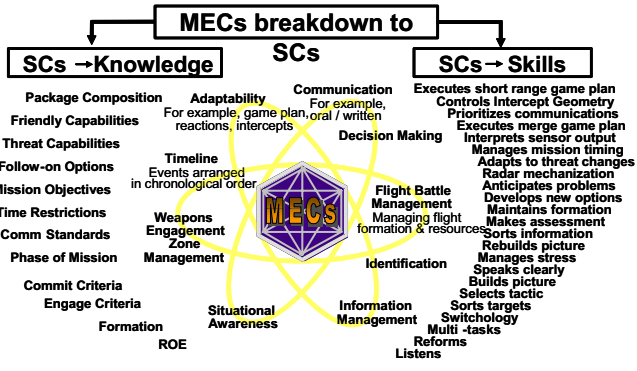 MECs breakdown to
SCs
SCs → Knowledge
SCs → Skills
Package Composition
Friendly Capabilities
Threat Capabilities
Follow-on Options
Mission Objectives
Time Restrictions
Comm Standards
Phase of Mission
Commit Criteria
Engage Criteria
Formation
ROE
Adaptability
For example, game plan,
reactions, intercepts
Communication
For example,
oral / written
Decision Making
Timeline
Events arranged
in chronological order
Flight Battle
Management
Managing flight
formation & resources
Weapons
Engagement
Zone
Management
Identification
Situational
Awareness
Information
Management
MECs
Executes short range game plan
Controls Intercept Geometry
Prioritizes communications
Executes merge game plan
Interprets sensor output
Manages mission timing
Adapts to threat changes
Radar mechanization
Anticipates problems
Develops new options
Maintains formation
Makes assessment
Sorts information
Rebuilds picture
Manages stress
Speaks clearly
Builds picture
Selects tactic
Sorts targets
Switchology
Multi -tasks
Reforms
Listens